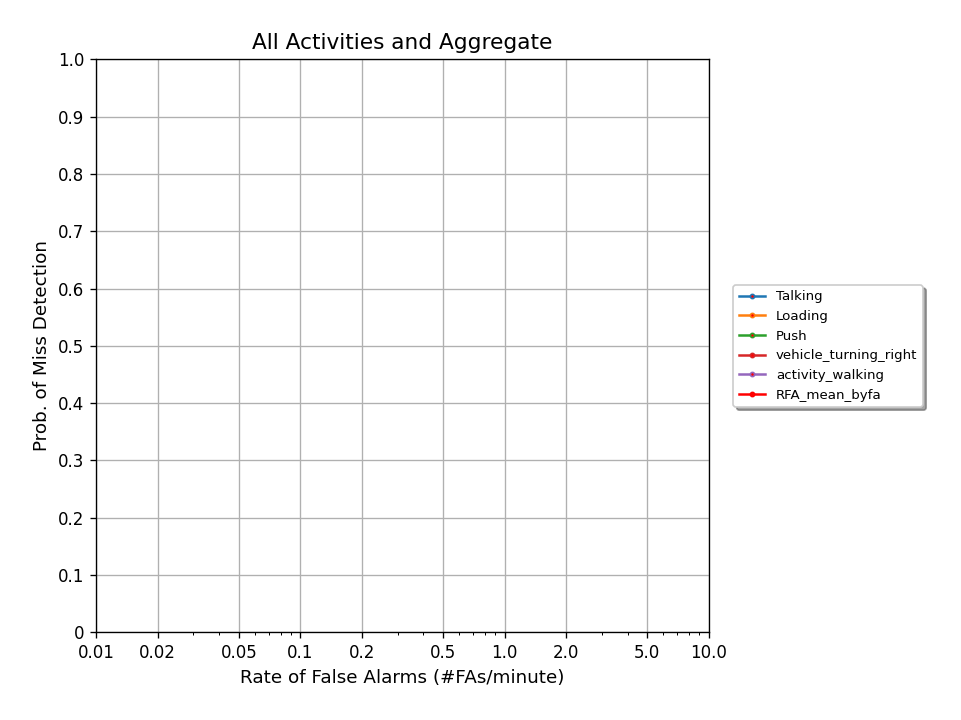 All Activities and Aggregate
1.0
0.9
0.8
0.7
0.6
0.5
0.4
0.3
0.2
0.1
0
Prob. of Miss Detection
0.01 0.02 0.05 0.1 0.2 0.5 1.0 2.0 5.0 10.0
Rate of False Alarms (#FAs/minute)
Talking
Loading
Push
vehicle_turning_right
activity_walking
RFA_mean_byfa